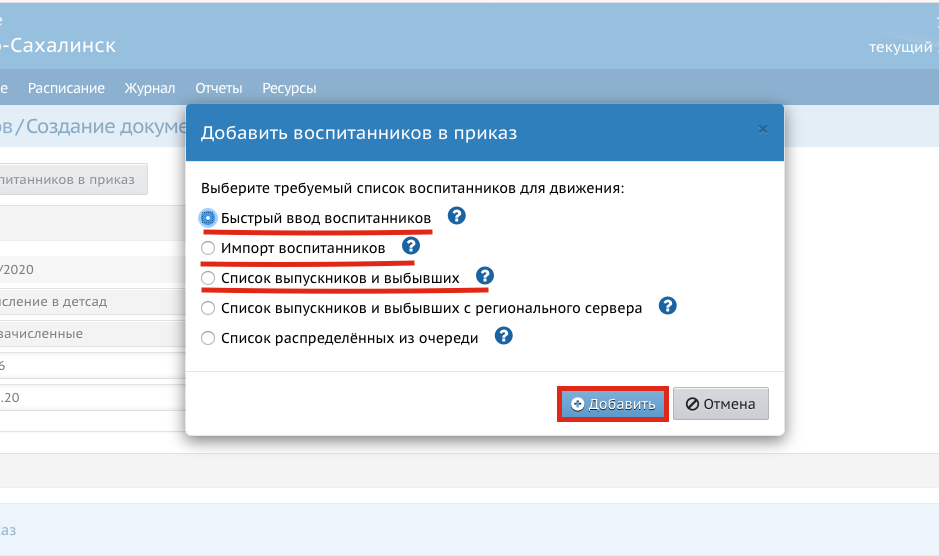 -Сахалинск
текущий
Расписание Журнал Отчеты Ресурсы
/Создание докуме
Добавить воспитанников в приказ
питанников в приказ
Выберите требуемый список воспитанников для движения:
Быстрый ввод воспитанников
Импорт воспитанников
/2020
Список выпускников и выбывших
сление в детсад
Список выпускников и выбывших с регионального сервера
зачисленные
Список распределённых из очереди
6
.20
Добавить Отмена
аз